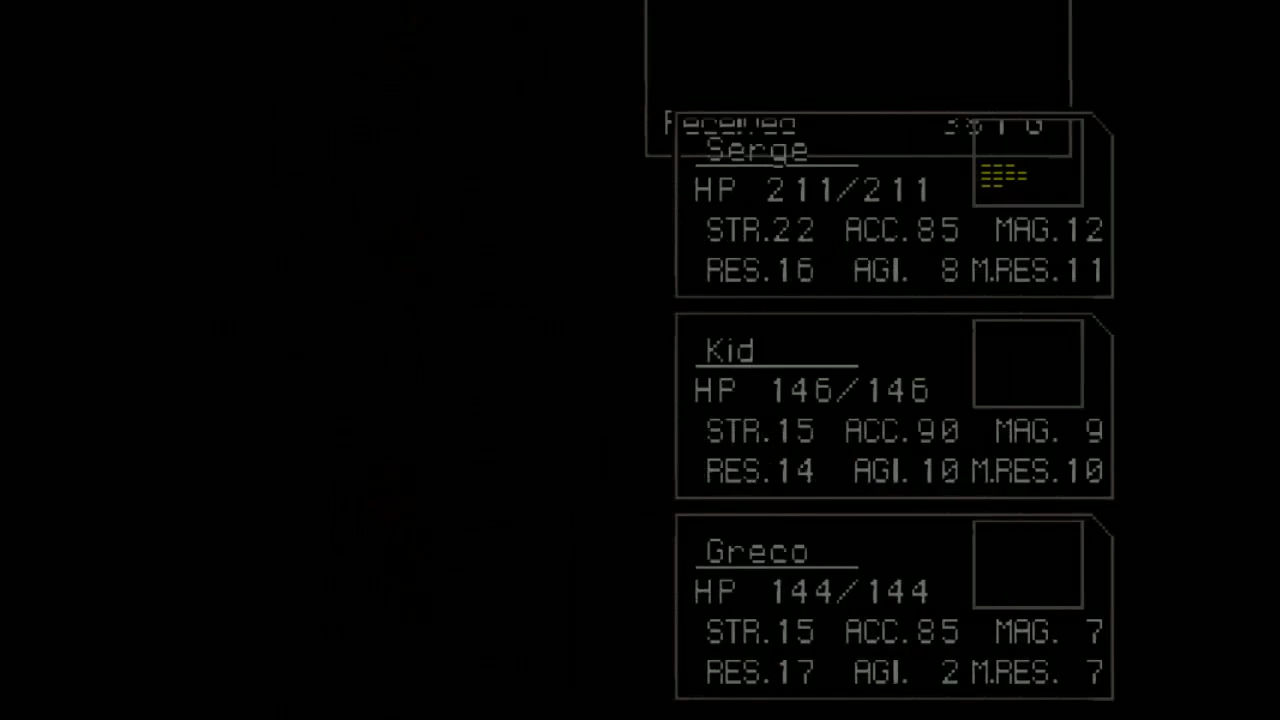 Received
Serge
HP 211/211
STR.22 ACC.85 MAG.12
RES.16 AGI. 8 M.RES.11
Kid
HP 146/146
STR.15 ACC.90 MAG. 9
RES.14 AGI.10 M.RES.10
Greco
HP 144/144
STR.15 ACC.85 MAG. 7
RES.17 AGI. 2 M.RES. 7